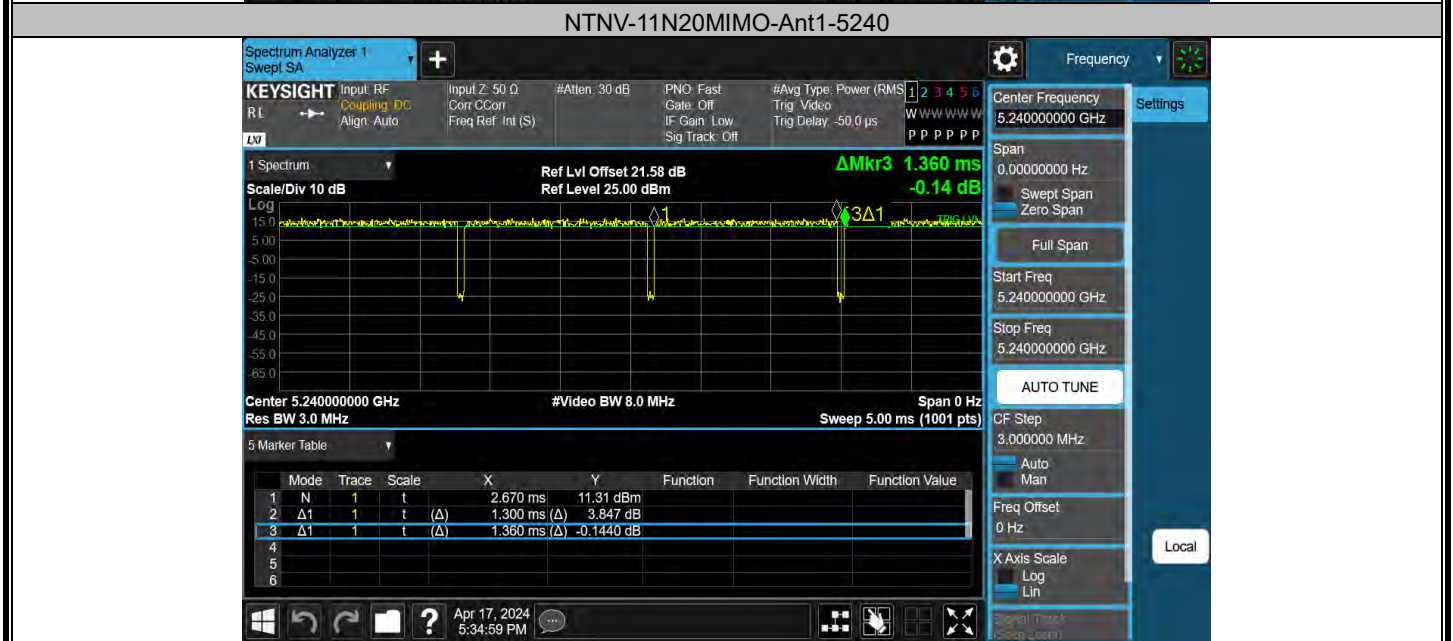 NTNV-11N20MIMO-Ant1-5240
Spectrum Analyzer 1
Swept SA
+
Frequency
KEYSIGHT
RL
LXI
Input: RF
Coupling: DC
Align: Auto
Input Z: 50 Ω
Corr CCorr
Freq Ref: Int (S)
#Atten: 30 dB
PNO: Fast
Gate: Off
IF Gain: Low
Sig Track: Off
#Avg Type: Power (RMS
Trig: Video
Trig Delay: -50.0 µs
1 2 3 4 5 6
W W W W W W
P P P P P P
Center Frequency
5.240000000 GHz
Settings
Span
0.00000000 Hz
Swept Span
Zero Span
Full Span
Start Freq
5.240000000 GHz
Stop Freq
5.240000000 GHz
AUTO TUNE
CF Step
3.000000 MHz
Auto
Man
Freq Offset
0 Hz
X Axis Scale
Log
Lin
Signal Track
(Span Zoom)
Local
1 Spectrum
Scale/Div 10 dB
Ref Lvl Offset 21.58 dB
Ref Level 25.00 dBm
ΔMkr3 1.360 ms
-0.14 dB
Log
15.0
5.00
-5.00
-15.0
-25.0
-35.0
-45.0
-55.0
-65.0
1
3Δ1
TRIG LVL
Center 5.240000000 GHz
#Video BW 8.0 MHz
Span 0 Hz
Res BW 3.0 MHz
Sweep 5.00 ms (1001 pts)
5 Marker Table
Mode Trace Scale X Y Function Function Width Function Value
1 N 1 t 2.670 ms 11.31 dBm
2 Δ1 1 t (Δ) 1.300 ms (Δ) 3.847 dB
3 Δ1 1 t (Δ) 1.360 ms (Δ) -0.1440 dB
4
5
6
?
Apr 17, 2024
5:34:59 PM